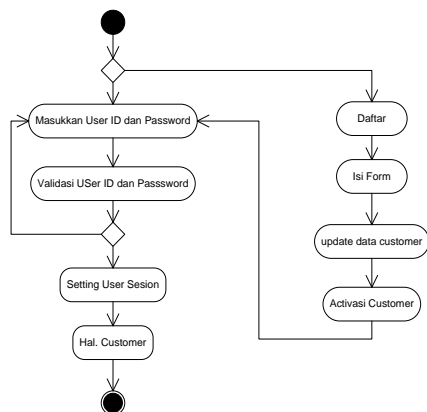 Masukkan User ID dan Password
Daftar
Validasi USer ID dan Passsword
Isi Form
update data customer
Setting User Sesion
Activasi Customer
Hal. Customer